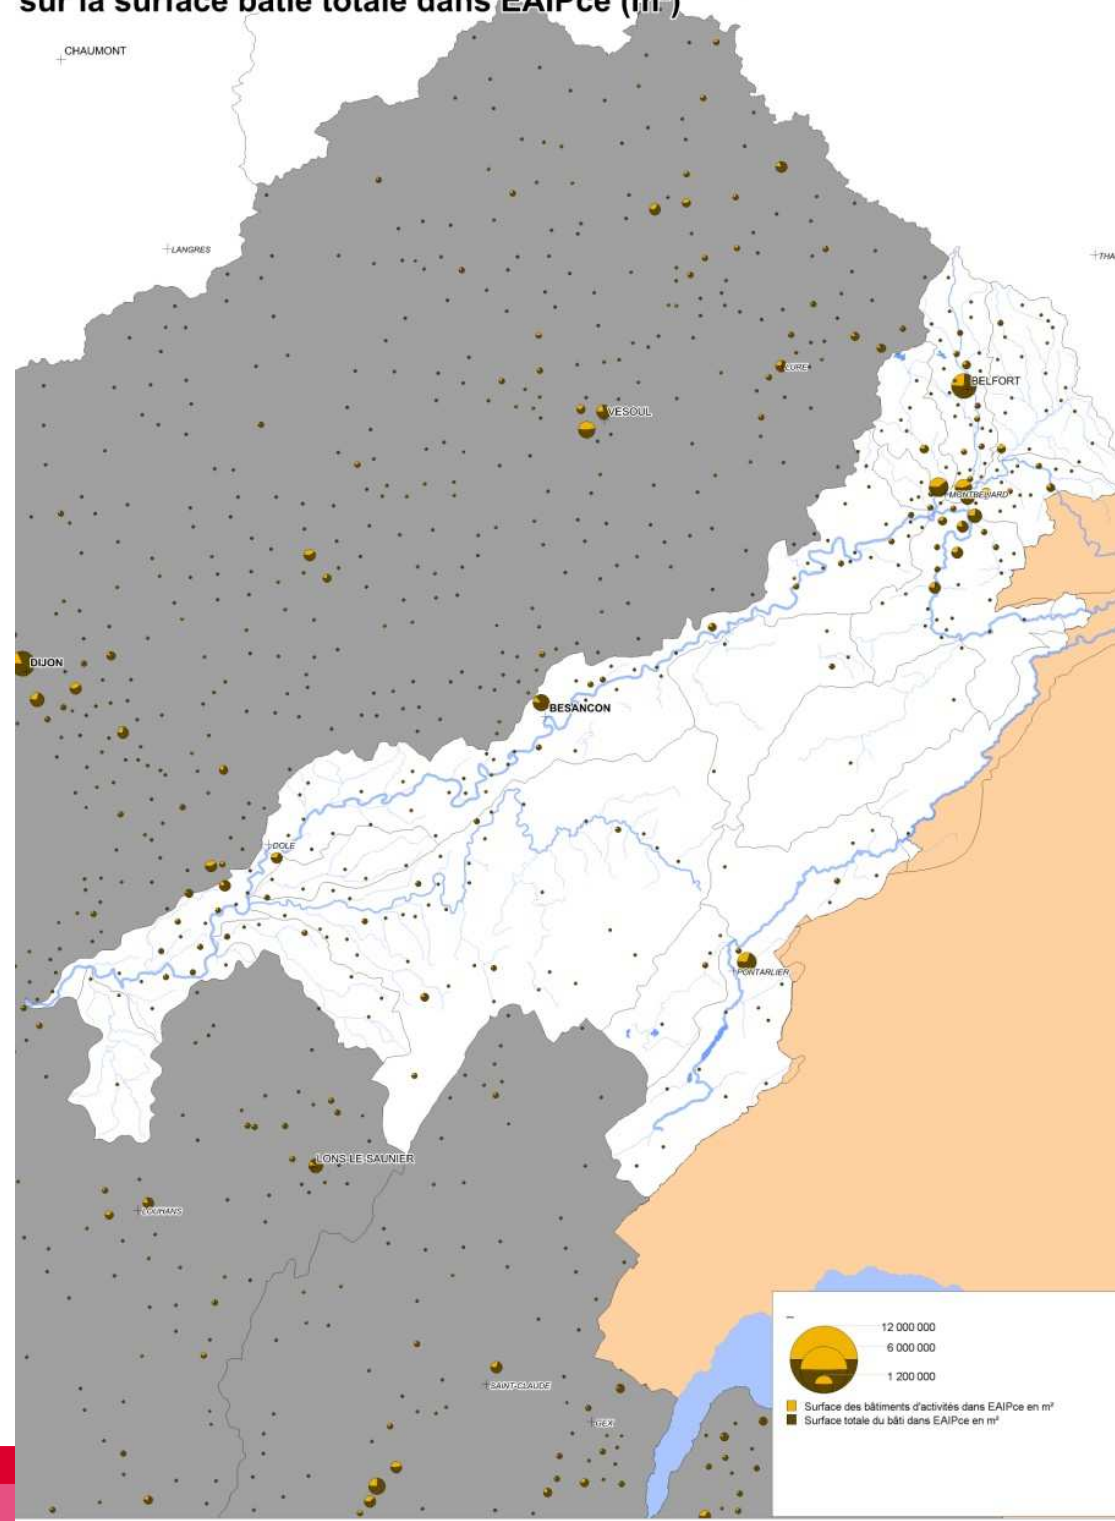 sur la surface bâtie totale dans EAIPce (m²)
CHAUMONT
LANGRES
THA
LURE
BELFORT
VESOUL
MONTBELIARD
DIJON
BESANCON
DOLE
PONTARLIER
LONS-LE-SAUNIER
LOUHANS
12 000 000
6 000 000
1 200 000
SAINT-CLAUDE
Surface des bâtiments d'activités dans EAIPce en m²
Surface totale du bâti dans EAIPce en m²
GEX